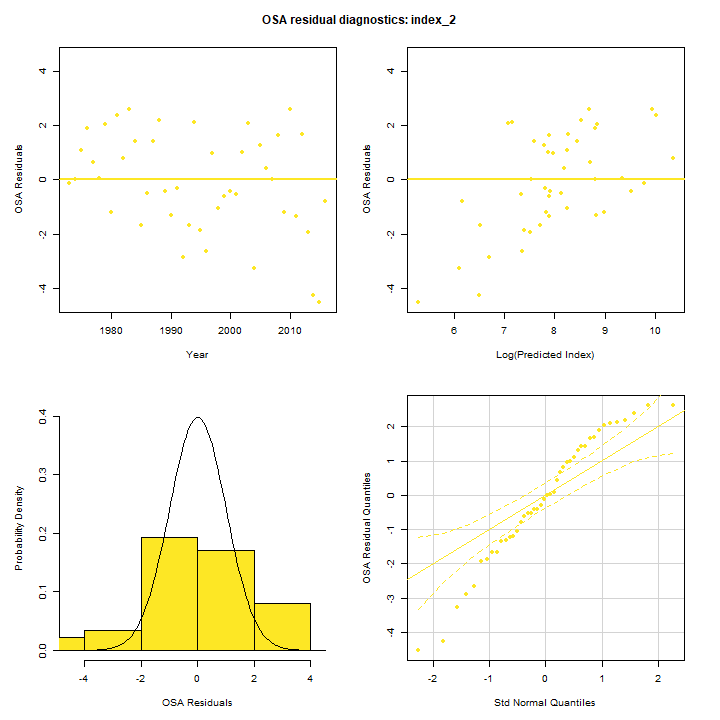 OSA residual diagnostics: index_2
4
2
0
-2
-4
OSA Residuals
1980 1990 2000 2010
Year
4
2
0
-2
-4
OSA Residuals
6 7 8 9 10
Log(Predicted Index)
0.4
0.3
0.2
0.1
0.0
Probability Density
-4 -2 0 2 4
OSA Residuals
2
1
0
-1
-2
-3
-4
OSA Residual Quantiles
-2 -1 0 1 2
Std Normal Quantiles